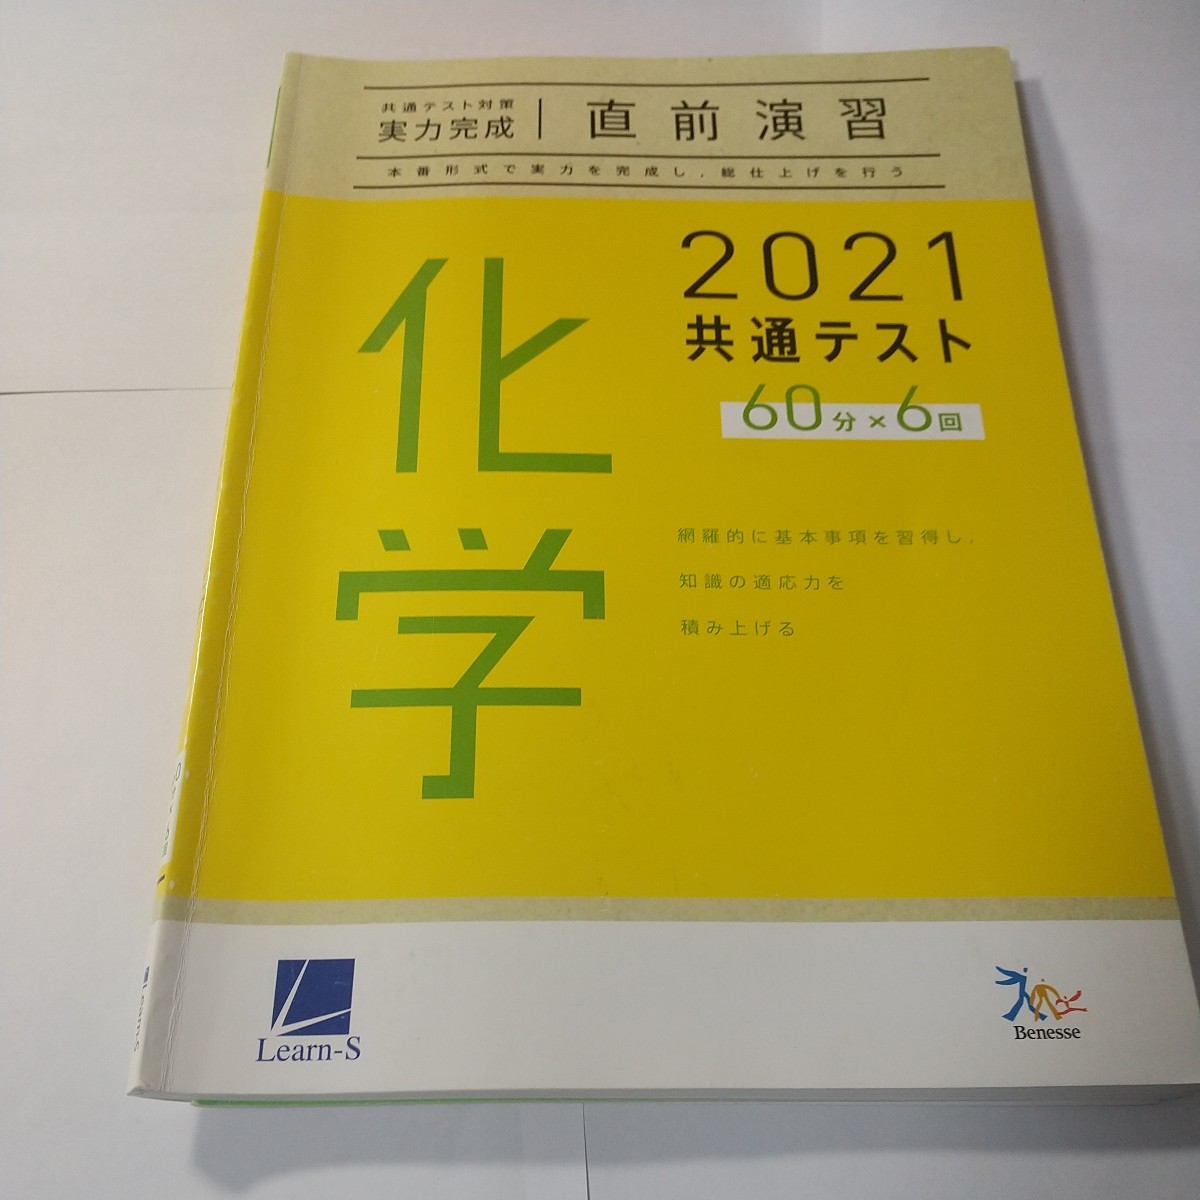 共通テスト対策
実力完成
直前演習
本番形式で実力を完成し,総仕上げを行う
化学
2021
共通テスト
60分×6回
網羅的に基本事項を習得し,
知識の適応力を
積み上げる
Learn-S
Benesse
Learn-S